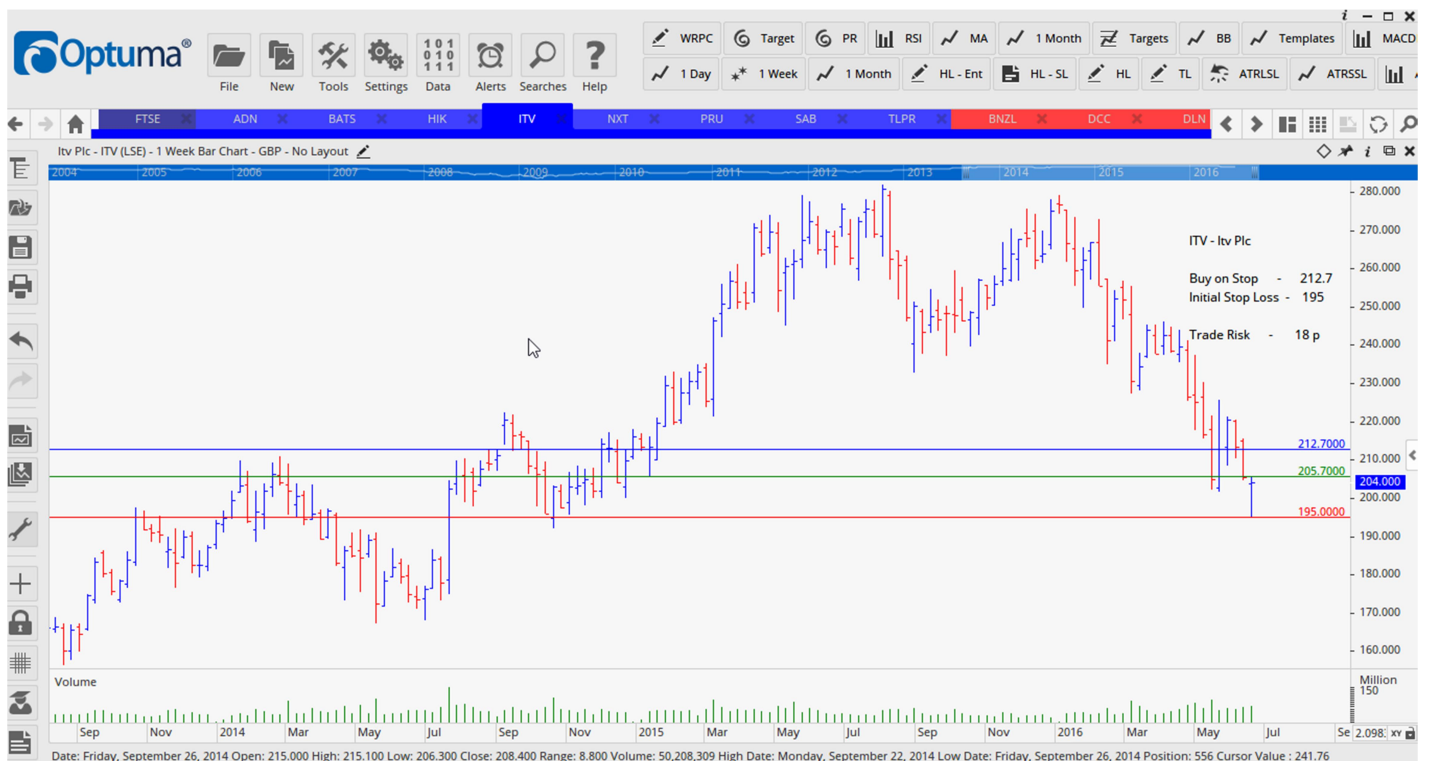 Optuma®
File New Tools Settings Data Alerts Searches Help
WRPC Target PR RSI MA 1 Month Targets BB Templates MACD
1 Day 1 Week 1 Month HL - Ent HL - SL HL TL ATRLSL ATRSSL
FTSE ADN BATS HIK ITV NXT PRU SAB TLPR BNZL DCC DLN
Itv Plc - ITV (LSE) - 1 Week Bar Chart - GBP - No Layout
2004 2005 2006 2007 2008 2009 2010 2011 2012 2013 2014 2015 2016
280.000
270.000
ITV - Itv Plc
260.000
Buy on Stop - 212.7
Initial Stop Loss - 195
250.000
Trade Risk - 18 p
240.000
230.000
220.000
212.7000
210.000
205.7000
204.000
200.000
195.0000
190.000
180.000
170.000
160.000
Volume Million
150
Sep Nov 2014 Mar May Jul Sep Nov 2015 Mar May Jul Sep Nov 2016 Mar May Jul Se 2.098 XY
Date: Friday, September 26, 2014 Open: 215.000 High: 215.100 Low: 206.300 Close: 208.400 Range: 8.800 Volume: 50,208,309 High Date: Monday, September 22, 2014 Low Date: Friday, September 26, 2014 Position: 556 Cursor Value : 241.76